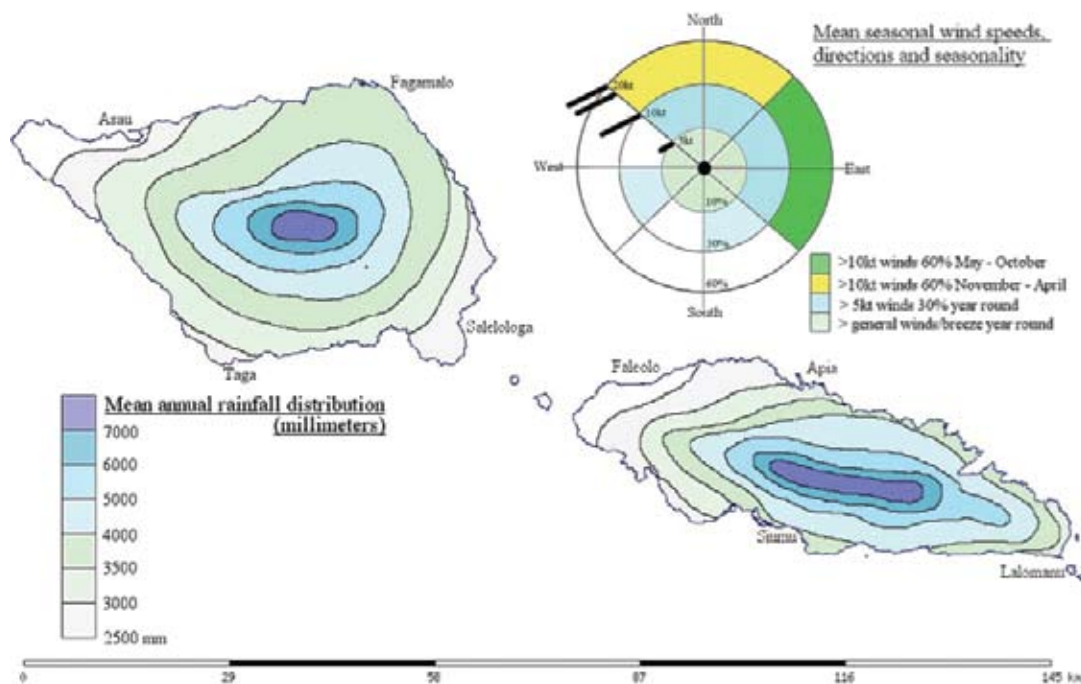 North
Mean seasonal wind speeds,
directions and seasonality
Fagamalo
Asau
20kt
10kt
5kt
West
East
10%
30%
60%
South
>10kt winds 60% May - October
>10kt winds 60% November - April
> 5kt winds 30% year round
> general winds/breeze year round
Salelologa
Taga
Faleolo
Apia
Mean annual rainfall distribution
(millimeters)
7000
6000
5000
4000
3500
3000
2500 mm
Siumu
Lalomanu
0 29 58 87 116 145 km